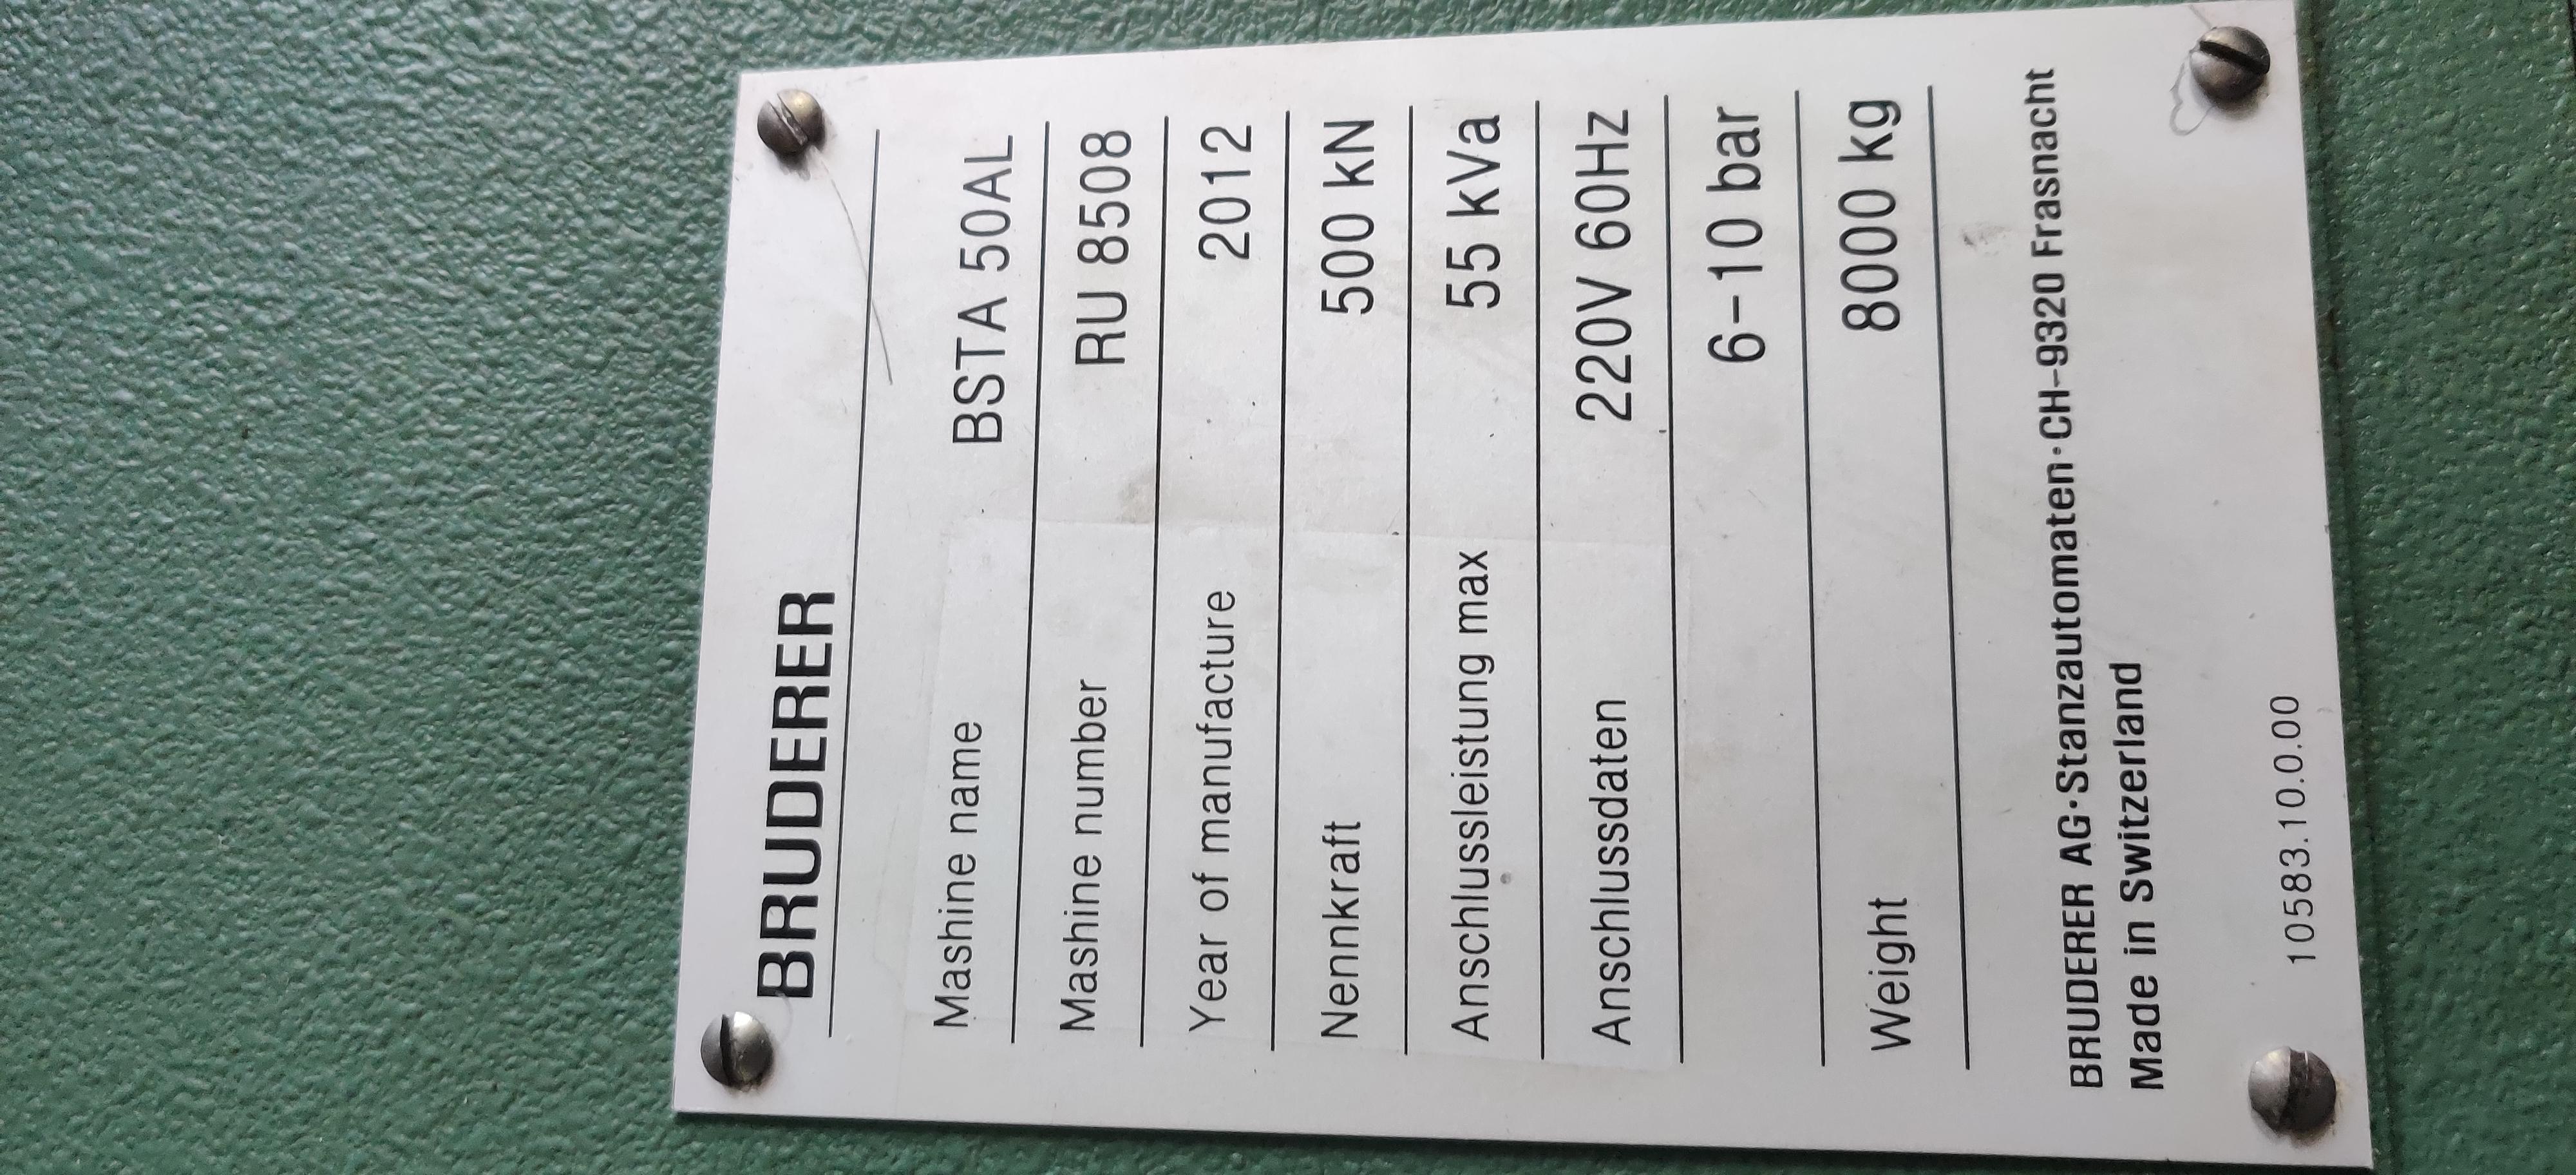 BRUDERER
Mashine name BSTA 50AL
Mashine number RU 8508
Year of manufacture 2012
Nennkraft 500 kN
Anschlussleistung max 55 kVa
Anschlussdaten 220V 60Hz
6-10 bar
Weight 8000 kg
BRUDERER AG·Stanzautomaten·CH-9320 Frasnacht
Made in Switzerland
10583.10.0.00